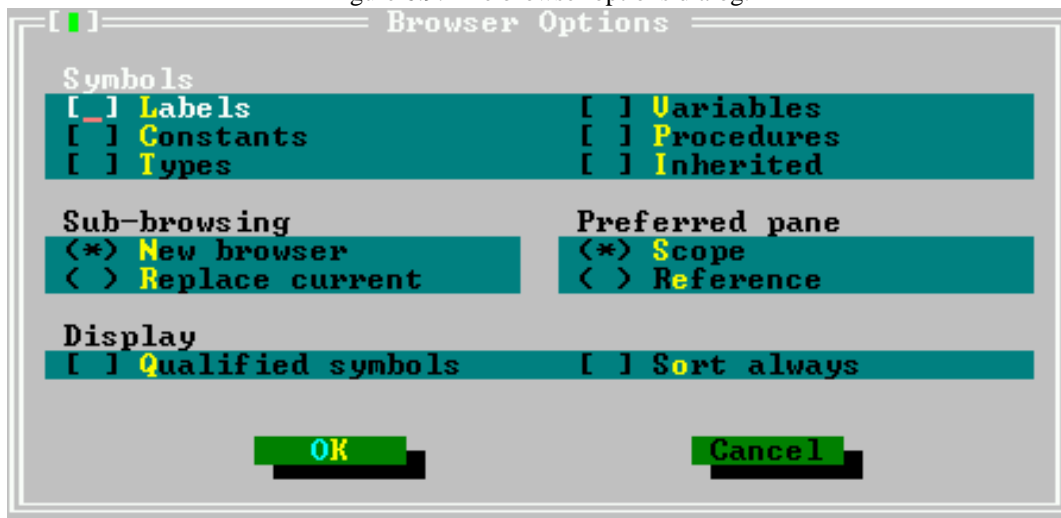 [ ] Browser Options
Symbols
[ ] Labels [ ] Variables
[ ] Constants [ ] Procedures
[ ] Types [ ] Inherited
Sub-browsing Preferred pane
(*) New browser (*) Scope
( ) Replace current ( ) Reference
Display
[ ] Qualified symbols [ ] Sort always
OK Cancel